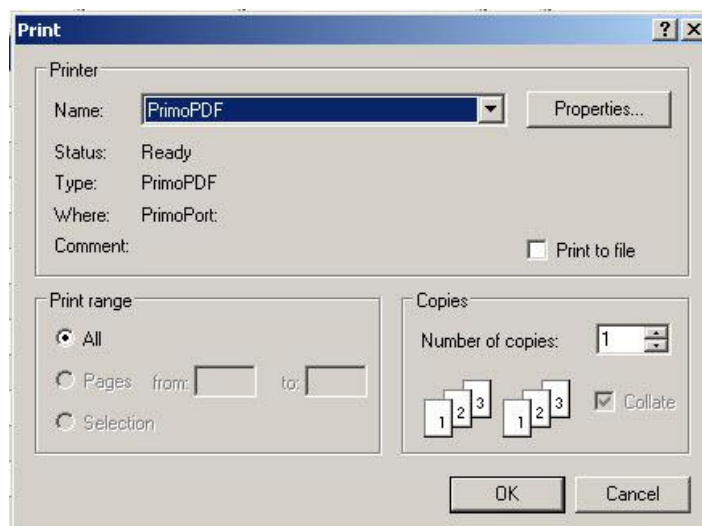 Print
Printer
Name: PrimoPDF Properties...
Status: Ready
Type: PrimoPDF
Where: PrimoPort:
Comment: Print to file
Print range
All
Pages from: to:
Selection
Copies
Number of copies: 1
1 2 3 1 2 3 Collate
OK Cancel